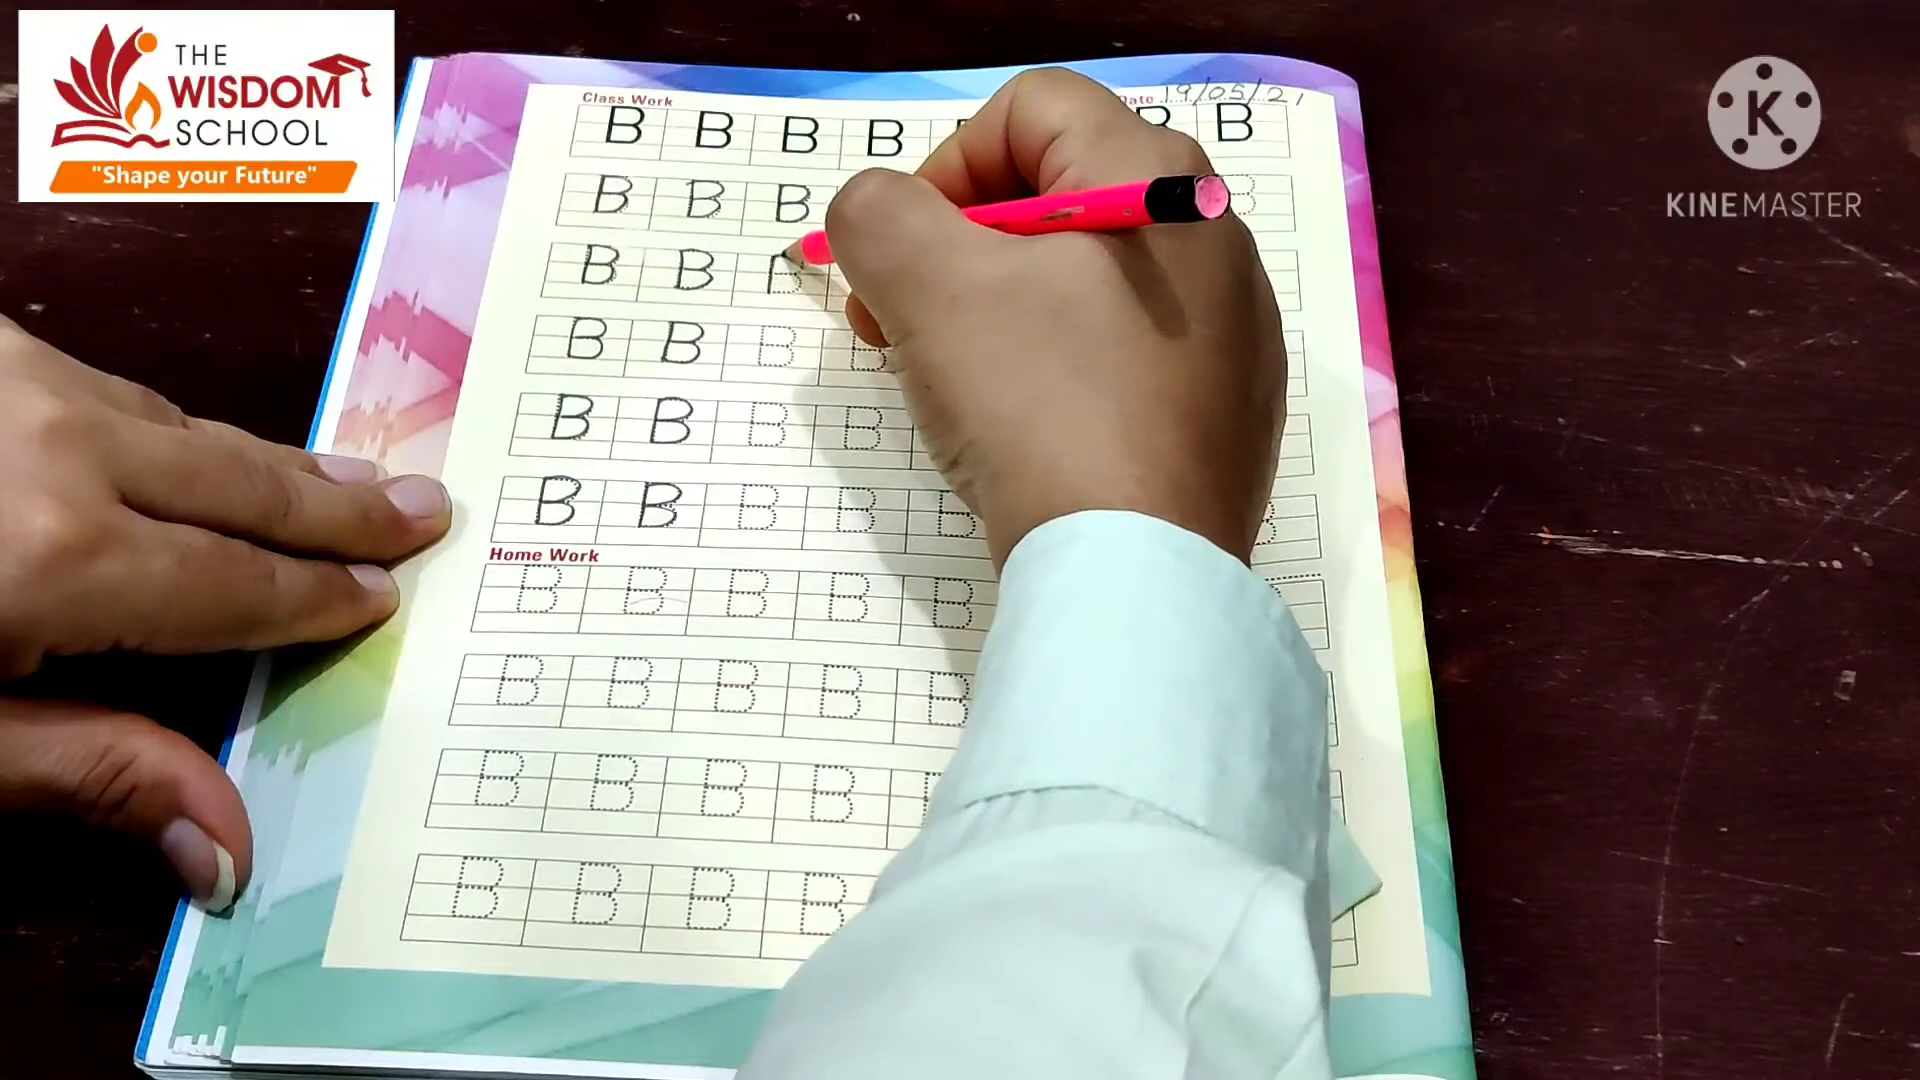 THE
WISDOM
SCHOOL
"Shape your Future"
K
KINEMASTER
Class Work
Date 19/05/21
B B B B B B
B B B B
B B B
B B B B
B B B B
B B B B B B
Home Work
B B B B B
B B B B B
B B B B
B B B B